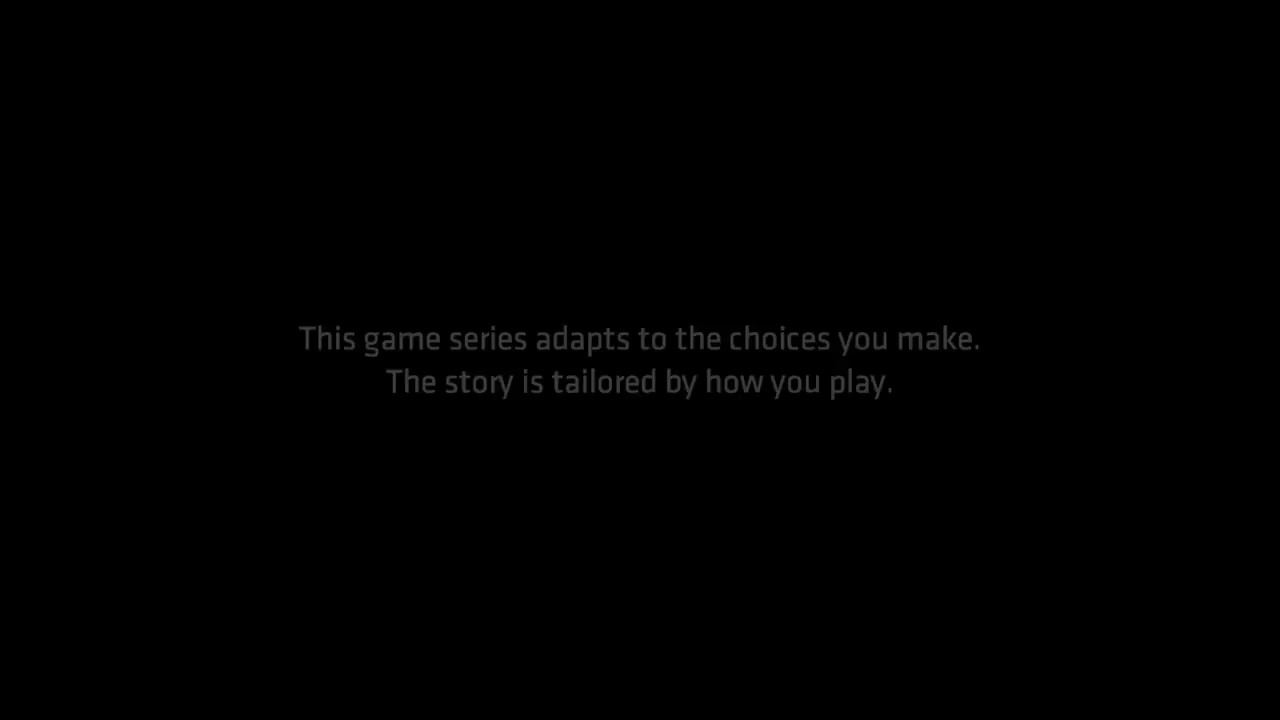 This game series adapts to the choices you make.
The story is tailored by how you play.